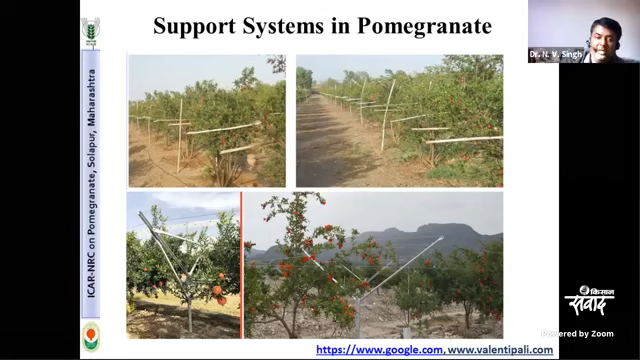 Support Systems in Pomegranate
ICAR-NRC on Pomegranate, Solapur, Maharashtra
Dr. N. V. Singh
किसान
संवाद
Powered by Zoom
https://www.google.com, www.valentipali.com